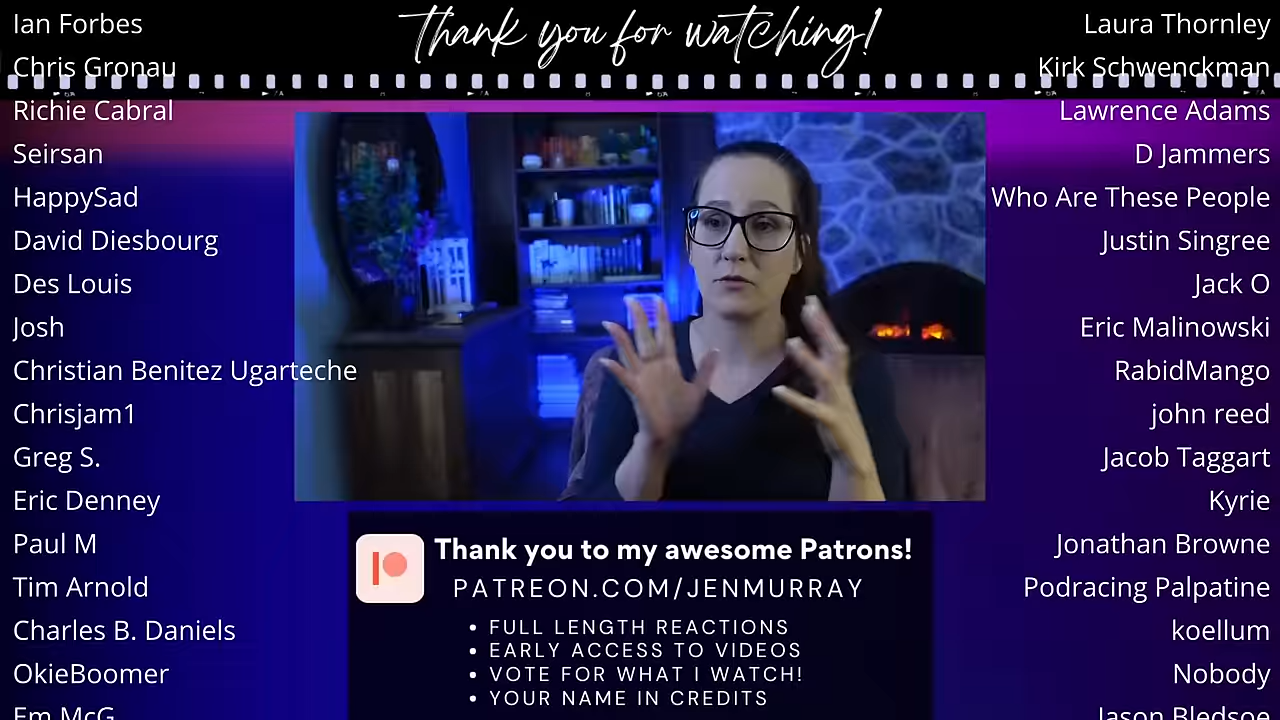 Thank you for watching!
Ian Forbes
Chris Gronau
Richie Cabral
Seirsan
HappySad
David Diesbourg
Des Louis
Josh
Christian Benitez Ugarteche
Chrisjam1
Greg S.
Eric Denney
Paul M
Tim Arnold
Charles B. Daniels
OkieBoomer
Em McG
Laura Thornley
Kirk Schwenckman
Lawrence Adams
D Jammers
Who Are These People
Justin Singree
Jack O
Eric Malinowski
RabidMango
john reed
Jacob Taggart
Kyrie
Jonathan Browne
Podracing Palpatine
koellum
Nobody
Jason Bledsoe
Thank you to my awesome Patrons!
PATREON.COM/JENMURRAY
• FULL LENGTH REACTIONS
• EARLY ACCESS TO VIDEOS
• VOTE FOR WHAT I WATCH!
• YOUR NAME IN CREDITS